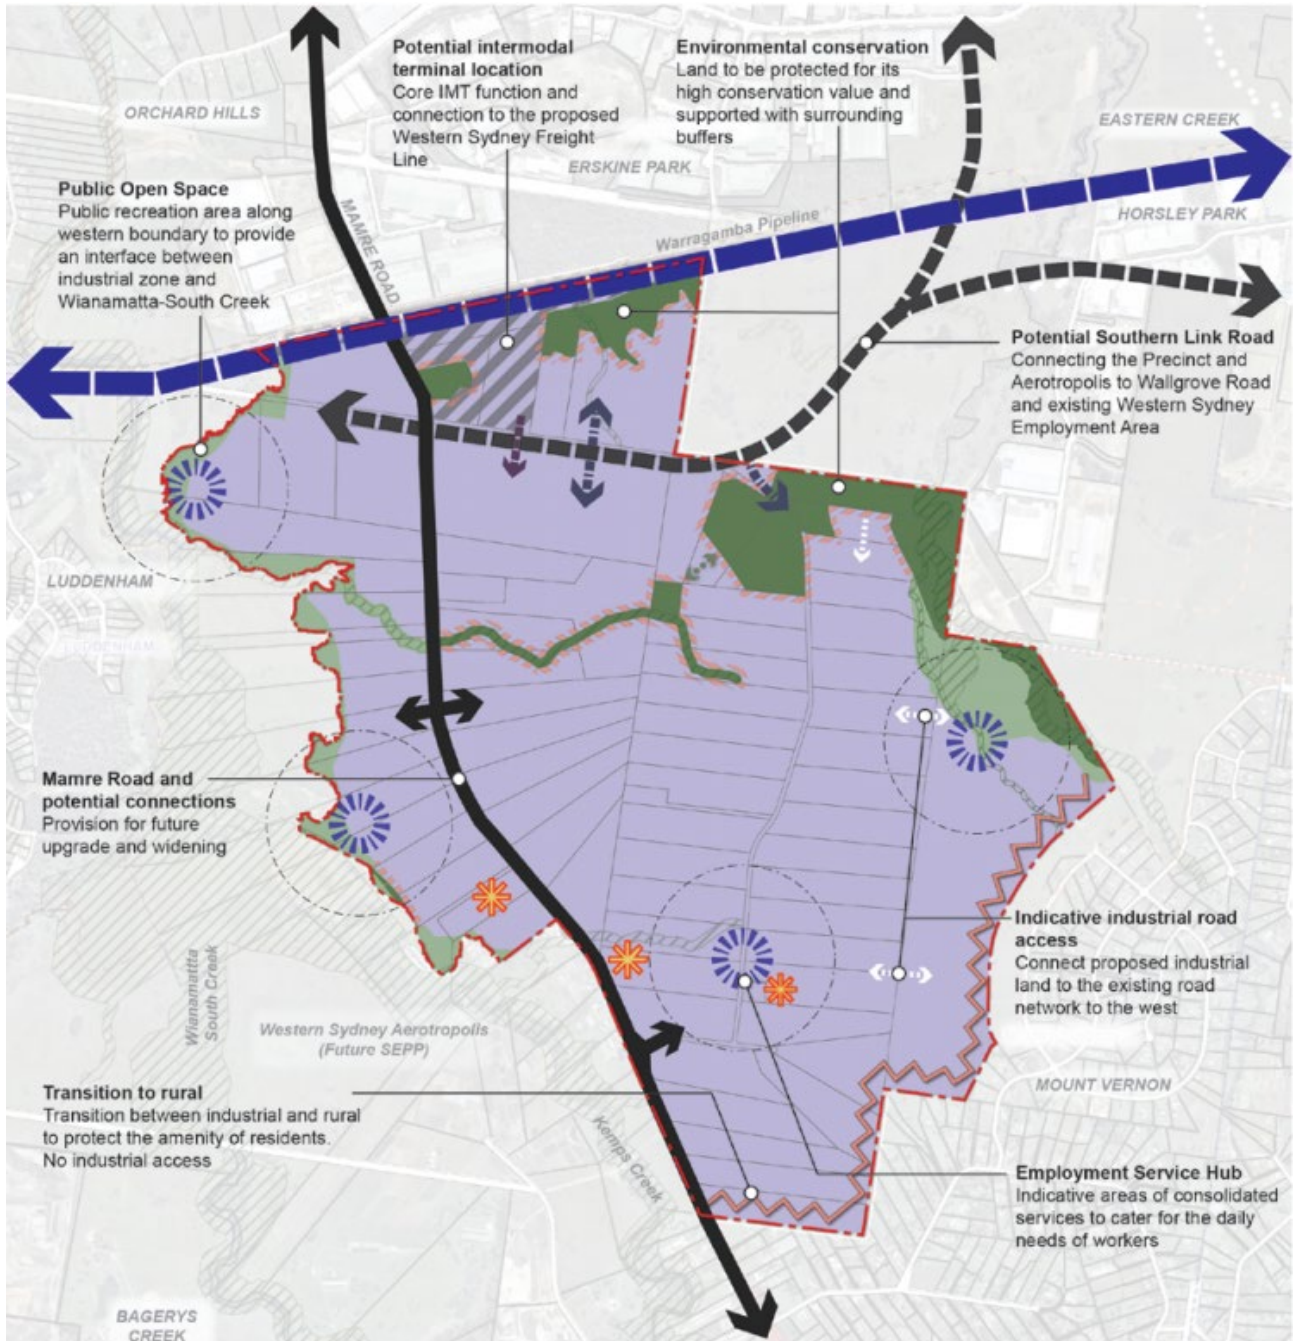 Potential intermodal
terminal location
Core IMT function and
connection to the proposed
Western Sydney Freight
Line
Environmental conservation
Land to be protected for its
high conservation value and
supported with surrounding
buffers
ORCHARD HILLS
EASTERN CREEK
ERSKINE PARK
Public Open Space
Public recreation area along
western boundary to provide
an interface between
industrial zone and
Wianamatta-South Creek
MAMRE ROAD
HORSLEY PARK
Warragamba Pipeline
Potential Southern Link Road
Connecting the Precinct and
Aerotropolis to Wallgrove Road
and existing Western Sydney
Employment Area
LUDDENHAM
LUDDENHAM
Mamre Road and
potential connections
Provision for future
upgrade and widening
Indicative industrial road
access
Connect proposed industrial
land to the existing road
network to the west
Wianamattta
South Creek
Western Sydney Aerotropolis
(Future SEPP)
MOUNT VERNON
Transition to rural
Transition between industrial and rural
to protect the amenity of residents.
No industrial access
Kemps Creek
Employment Service Hub
Indicative areas of consolidated
services to cater for the daily
needs of workers
BAGERYS
CREEK